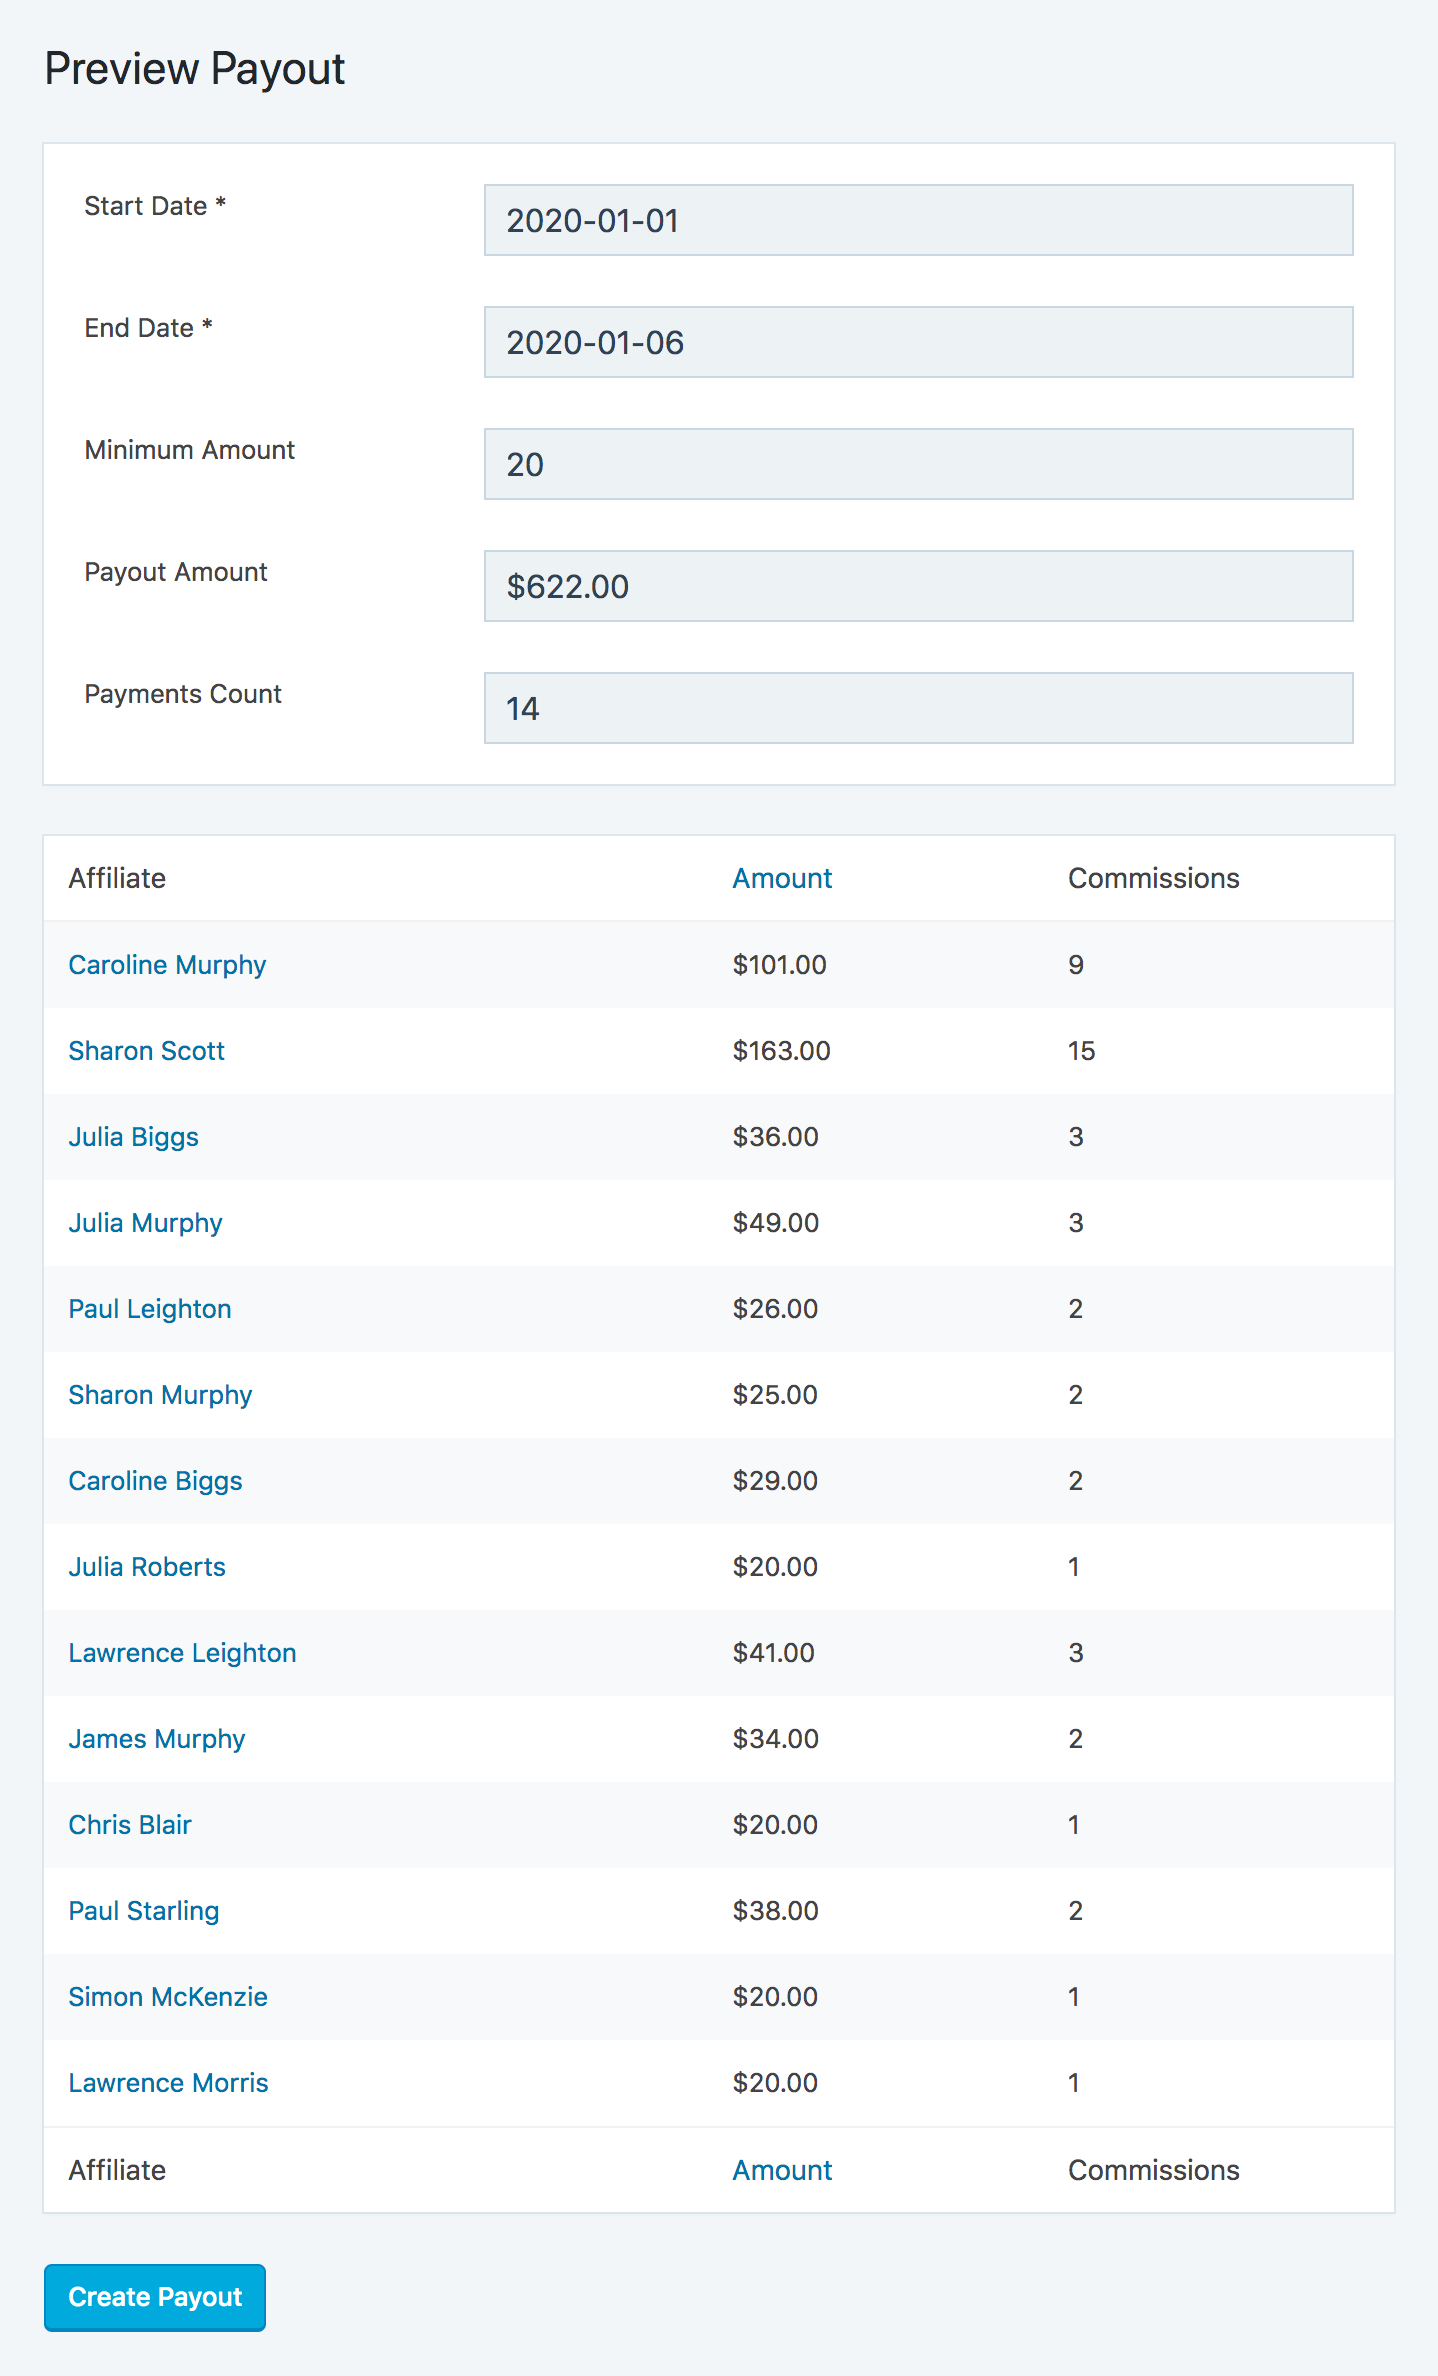 Preview Payout
Start Date * 2020-01-01
End Date * 2020-01-06
Minimum Amount 20
Payout Amount $622.00
Payments Count 14
Affiliate Amount Commissions
Caroline Murphy $101.00 9
Sharon Scott $163.00 15
Julia Biggs $36.00 3
Julia Murphy $49.00 3
Paul Leighton $26.00 2
Sharon Murphy $25.00 2
Caroline Biggs $29.00 2
Julia Roberts $20.00 1
Lawrence Leighton $41.00 3
James Murphy $34.00 2
Chris Blair $20.00 1
Paul Starling $38.00 2
Simon McKenzie $20.00 1
Lawrence Morris $20.00 1
Affiliate Amount Commissions
Create Payout